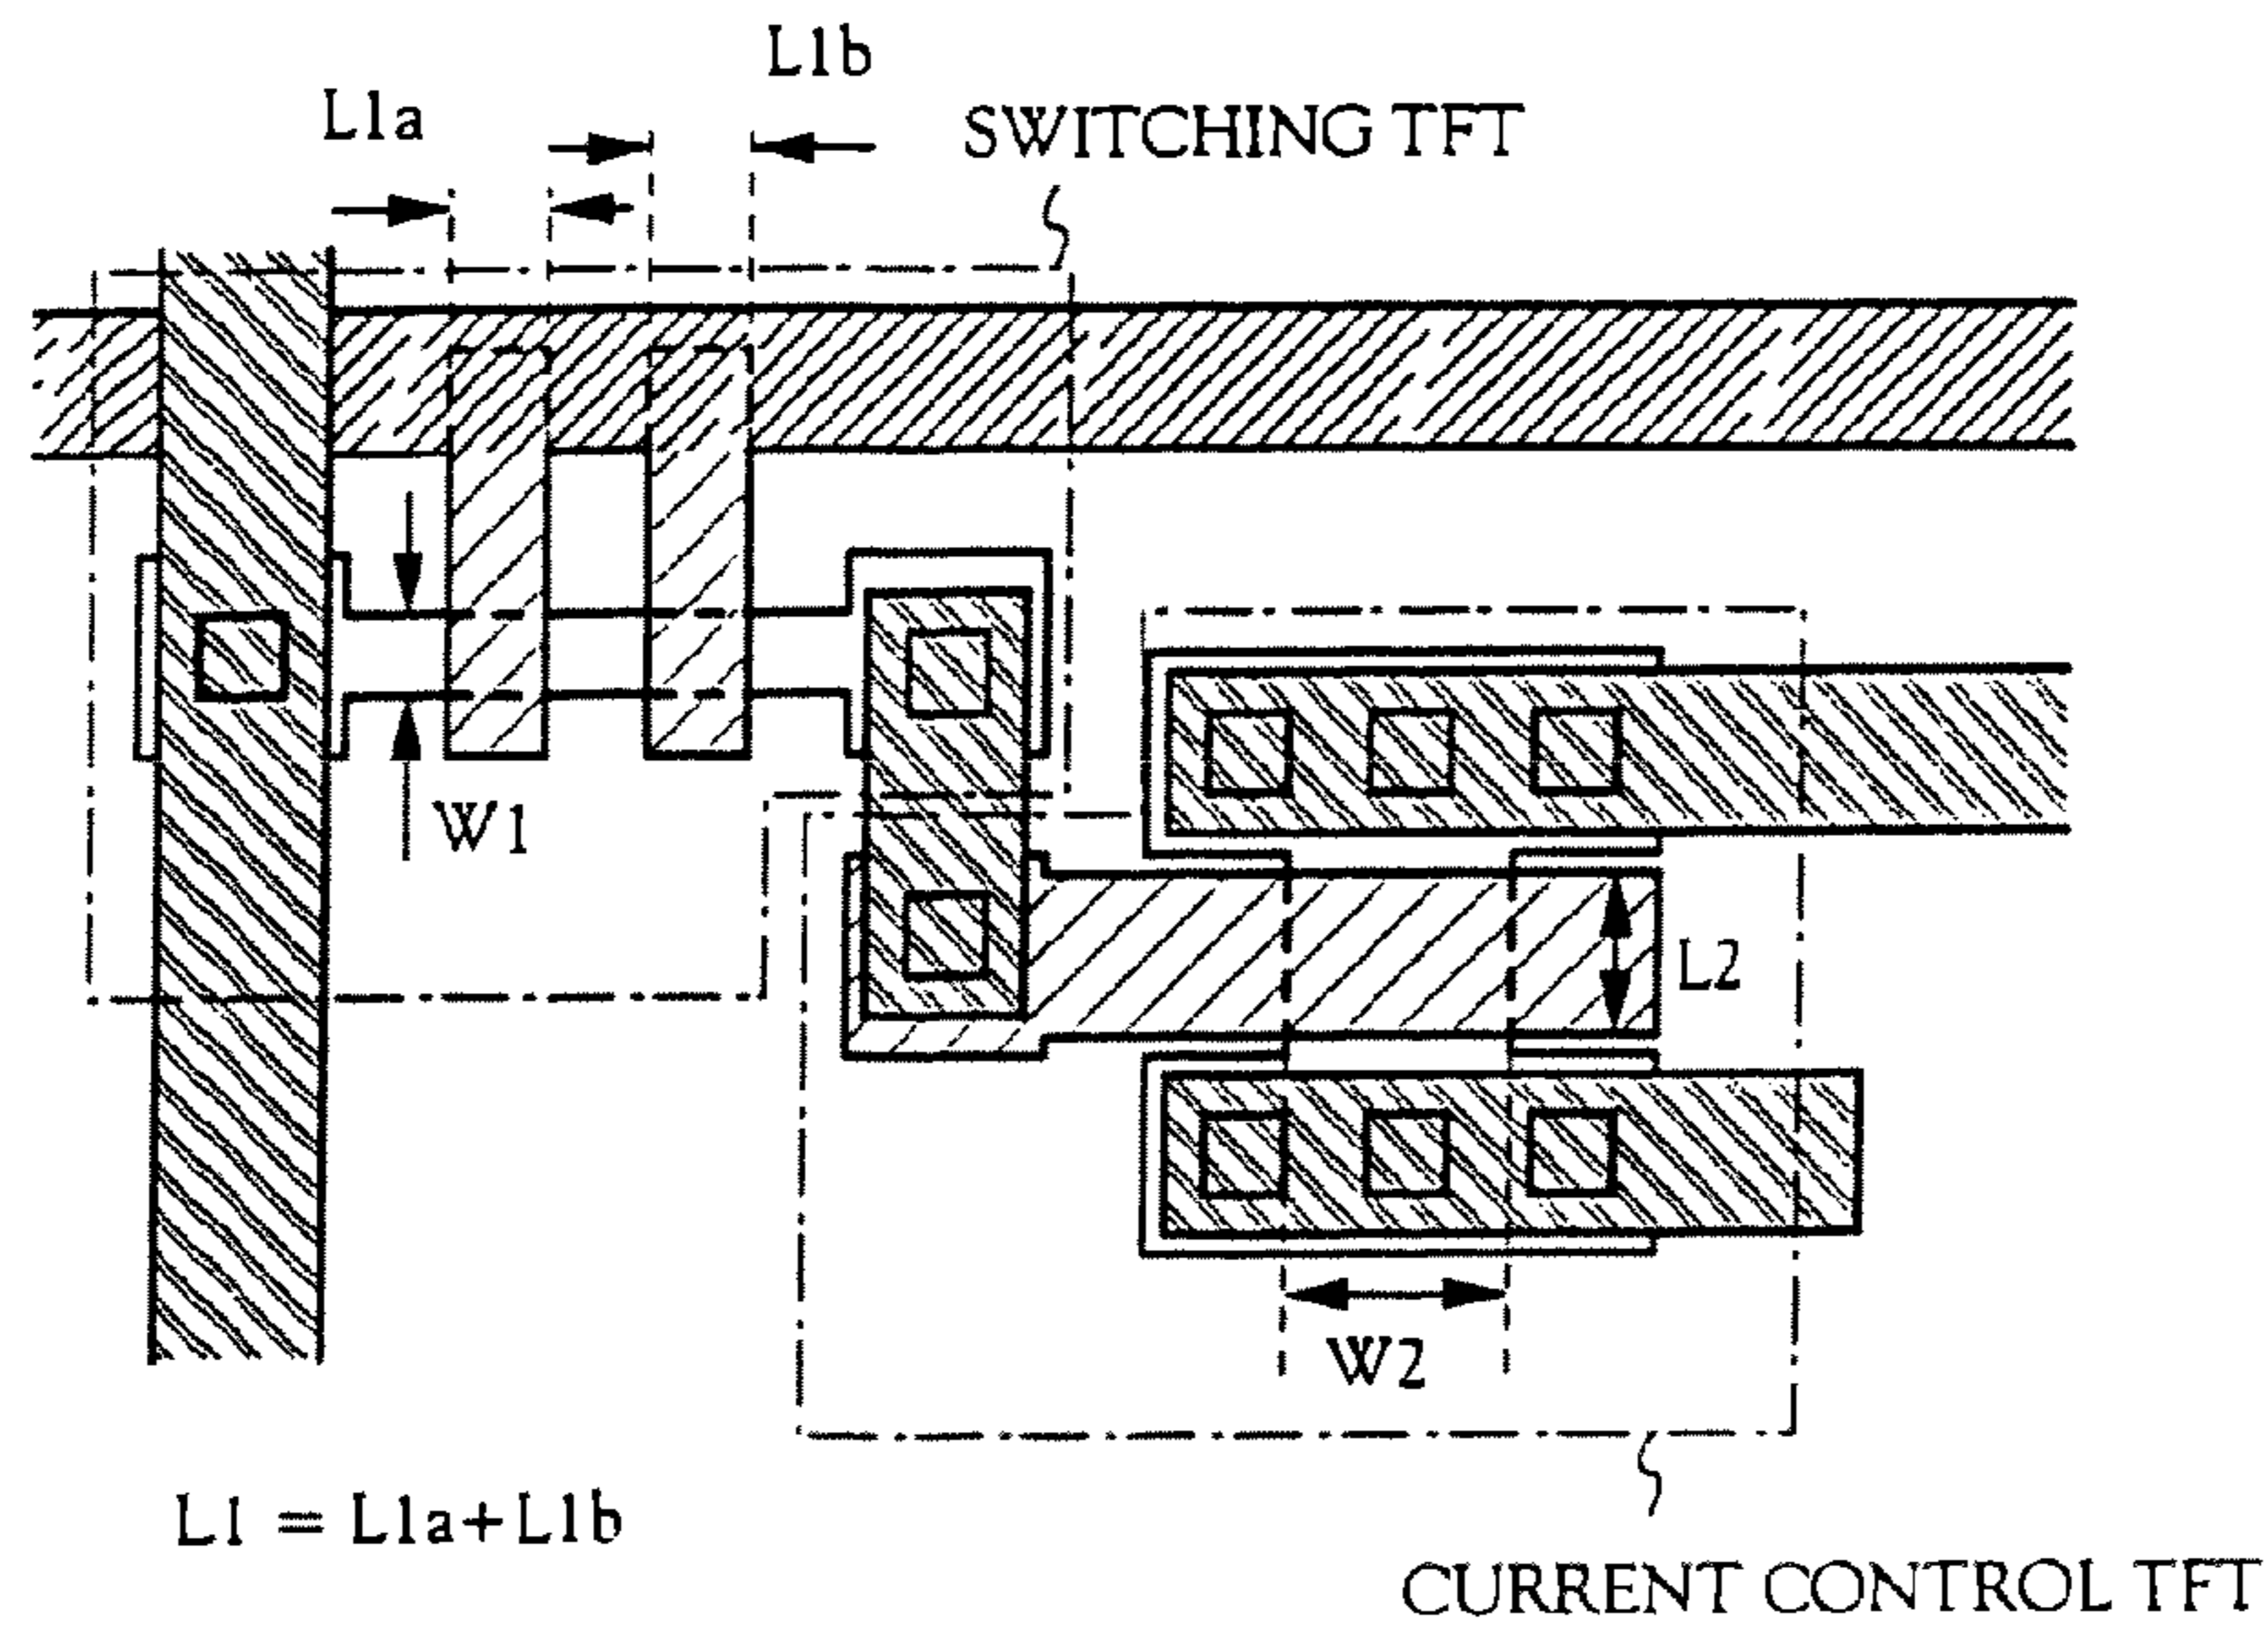 L1b
L1a
SWITCHING TFT
W1
L2
W2
L1 = L1a+L1b
CURRENT CONTROL TFT